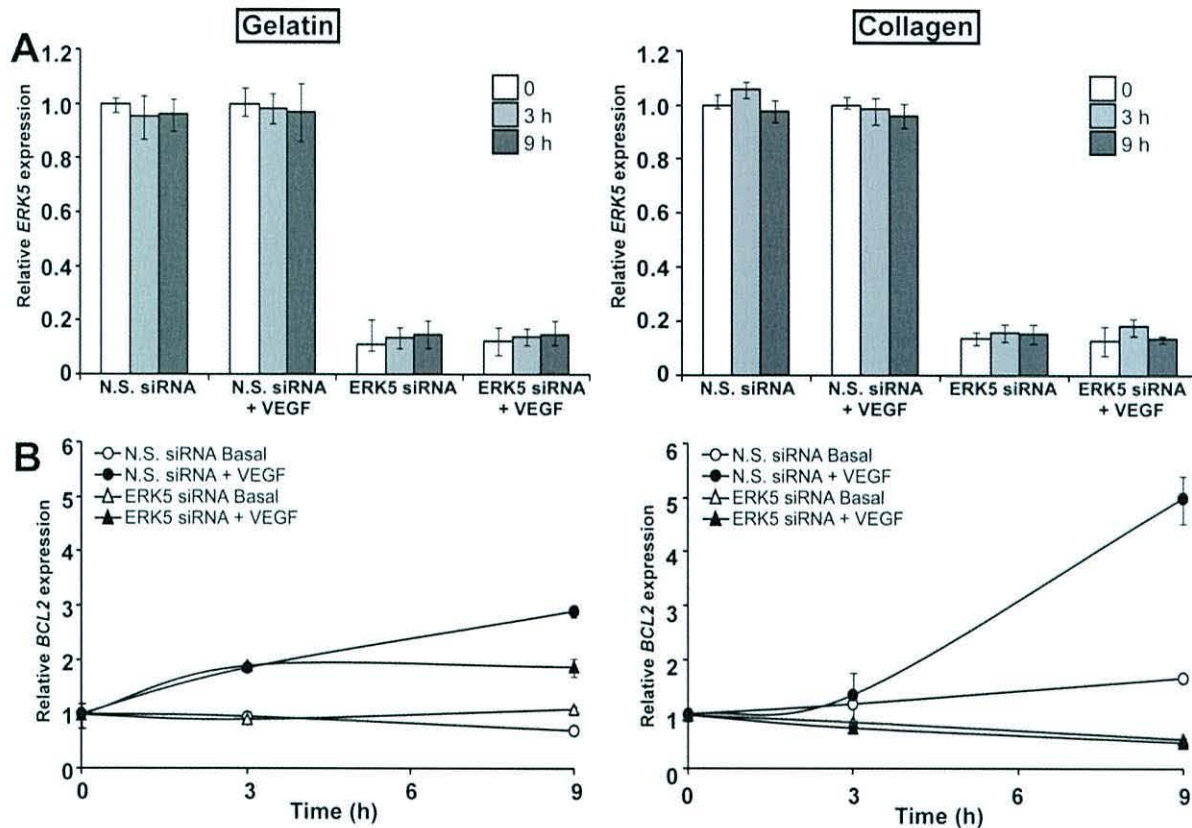 Gelatin
Collagen
A
Relative ERK5 expression
1.2
1.0
0.8
0.6
0.4
0.2
0
0
3 h
9 h
N.S. siRNA
N.S. siRNA
+ VEGF
ERK5 siRNA
ERK5 siRNA
+ VEGF
Relative ERK5 expression
1.2
1.0
0.8
0.6
0.4
0.2
0
0
3 h
9 h
N.S. siRNA
N.S. siRNA
+ VEGF
ERK5 siRNA
ERK5 siRNA
+ VEGF
B
Relative BCL2 expression
6
5
4
3
2
1
0
N.S. siRNA Basal
N.S. siRNA + VEGF
ERK5 siRNA Basal
ERK5 siRNA + VEGF
0
3
6
9
Time (h)
Relative BCL2 expression
6
5
4
3
2
1
0
N.S. siRNA Basal
N.S. siRNA + VEGF
ERK5 siRNA Basal
ERK5 siRNA + VEGF
0
3
6
9
Time (h)